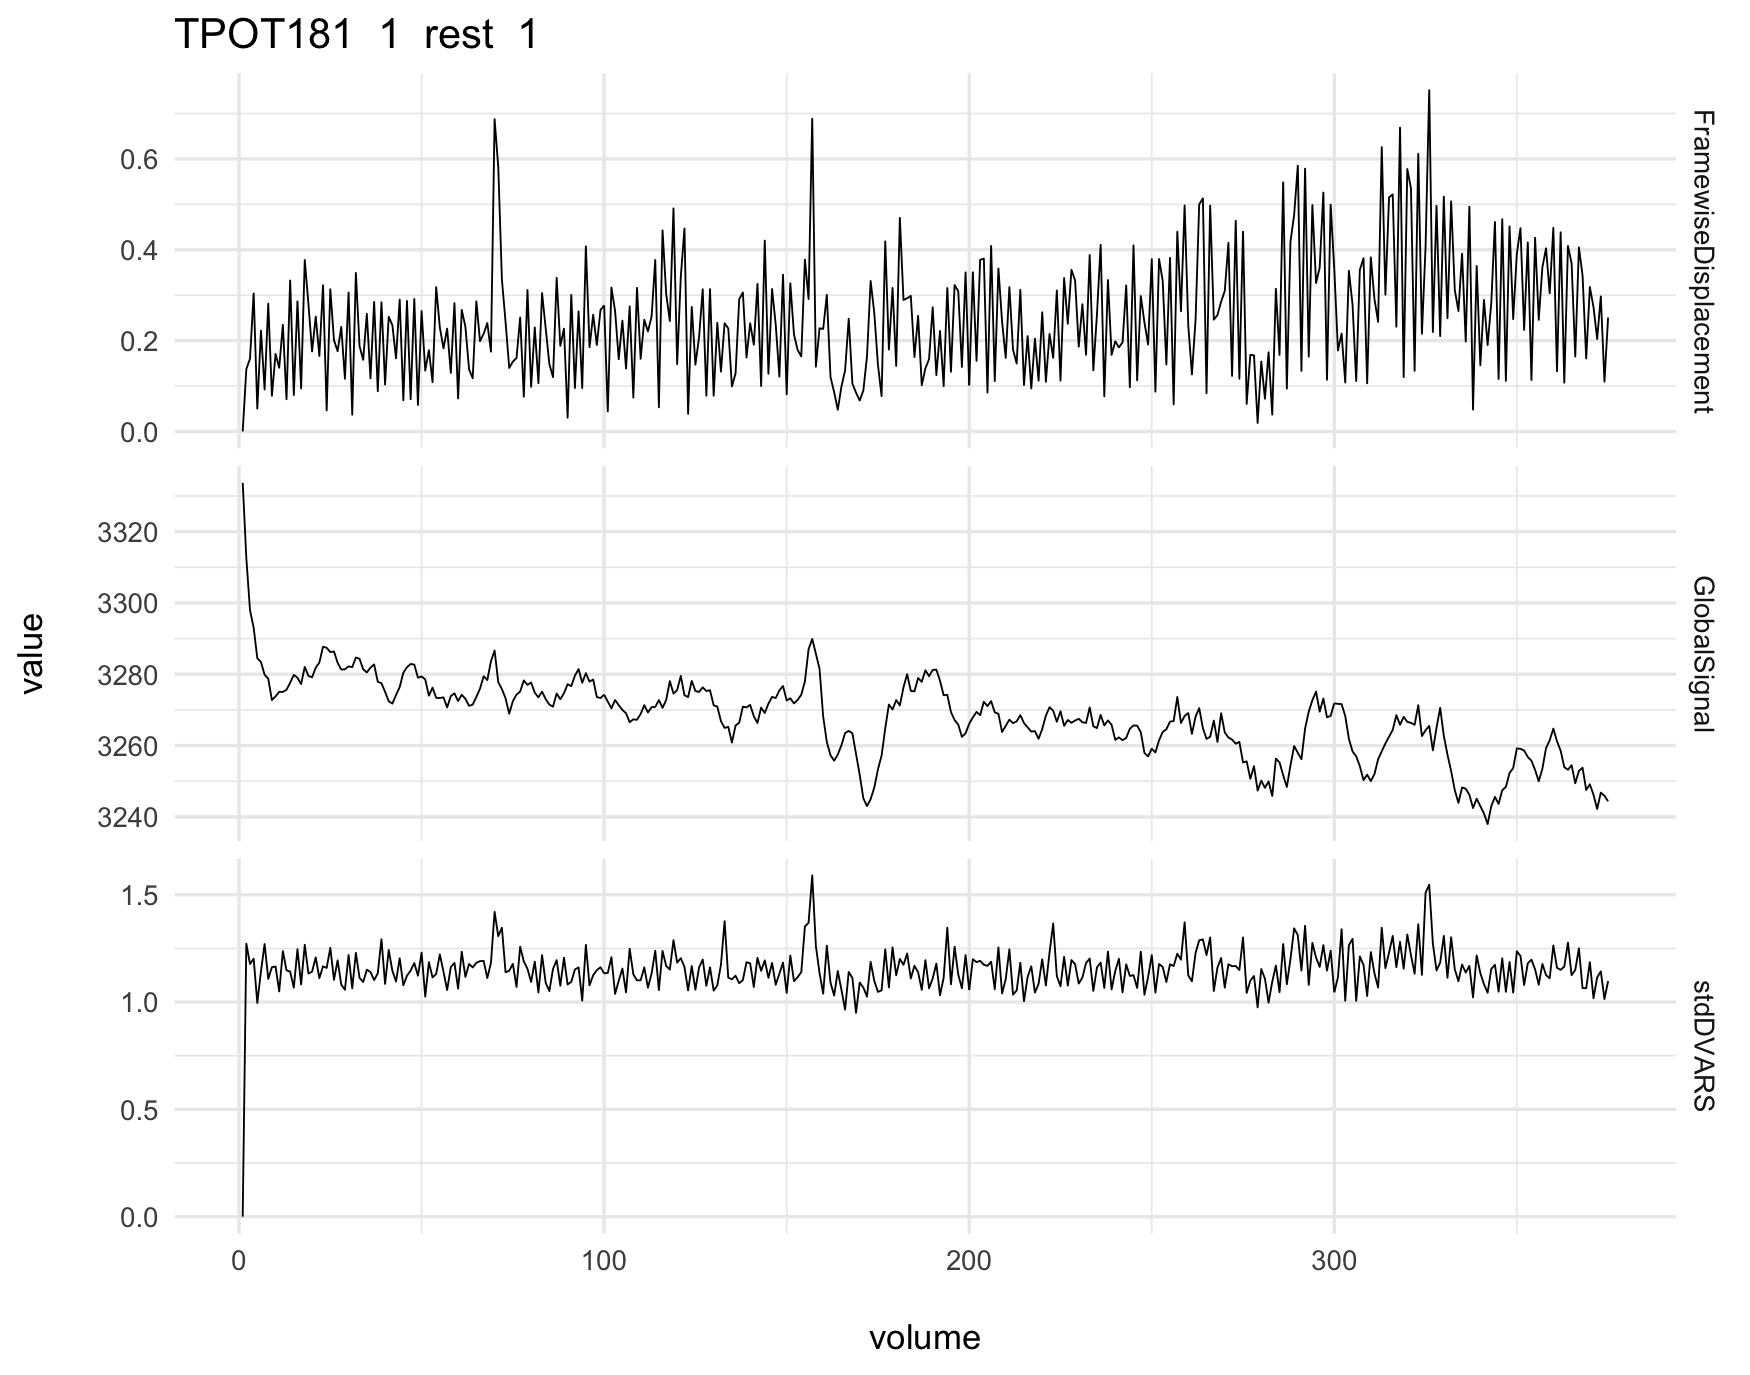 TPOT181 1 rest 1
0.6
0.4
0.2
0.0
FramewiseDisplacement
3320
3300
3280
3260
3240
GlobalSignal
value
1.5
1.0
0.5
0.0
stdDVARS
0 100 200 300
volume